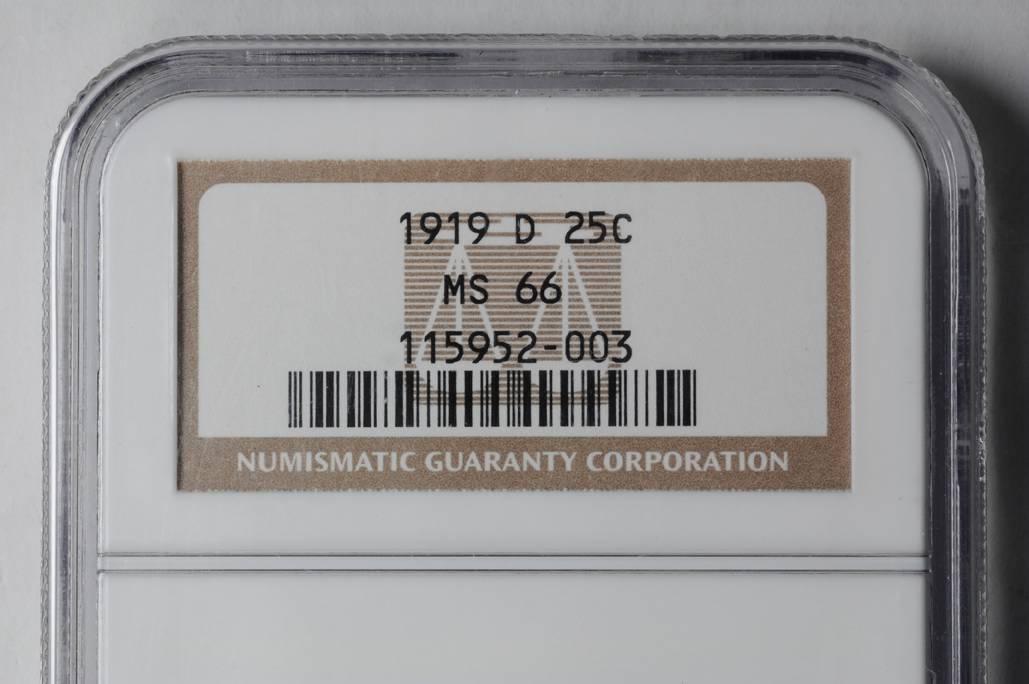 1919 D 25C
MS 66
115952-003
NUMISMATIC GUARANTY CORPORATION